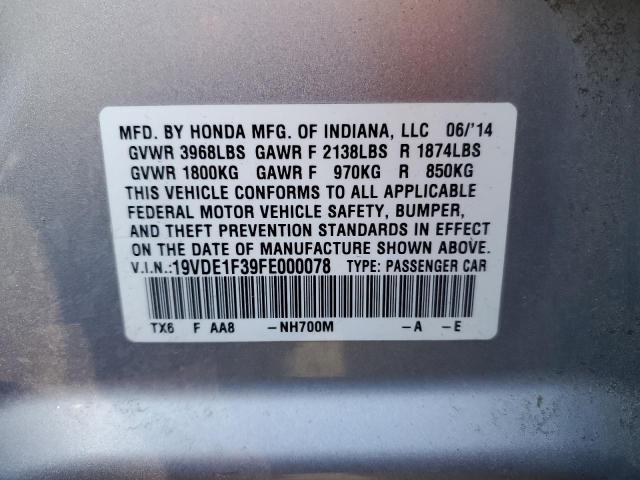 MFD. BY HONDA MFG. OF INDIANA, LLC 06/'14
GVWR 3968LBS GAWR F 2138LBS R 1874LBS
GVWR 1800KG GAWR F 970KG R 850KG
THIS VEHICLE CONFORMS TO ALL APPLICABLE
FEDERAL MOTOR VEHICLE SAFETY, BUMPER,
AND THEFT PREVENTION STANDARDS IN EFFECT
ON THE DATE OF MANUFACTURE SHOWN ABOVE.
V.I.N.:19VDE1F39FE000078 TYPE: PASSENGER CAR
TX6 F AA8 -NH700M -A -E